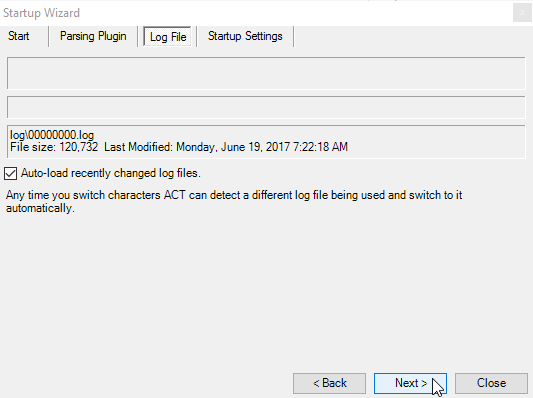 Startup Wizard
Start
Parsing Plugin
Log File
Startup Settings
log\00000000.log
File size: 120,732 Last Modified: Monday, June 19, 2017 7:22:18 AM
Auto-load recently changed log files.
Any time you switch characters ACT can detect a different log file being used and switch to it
automatically.
< Back
Next >
Close